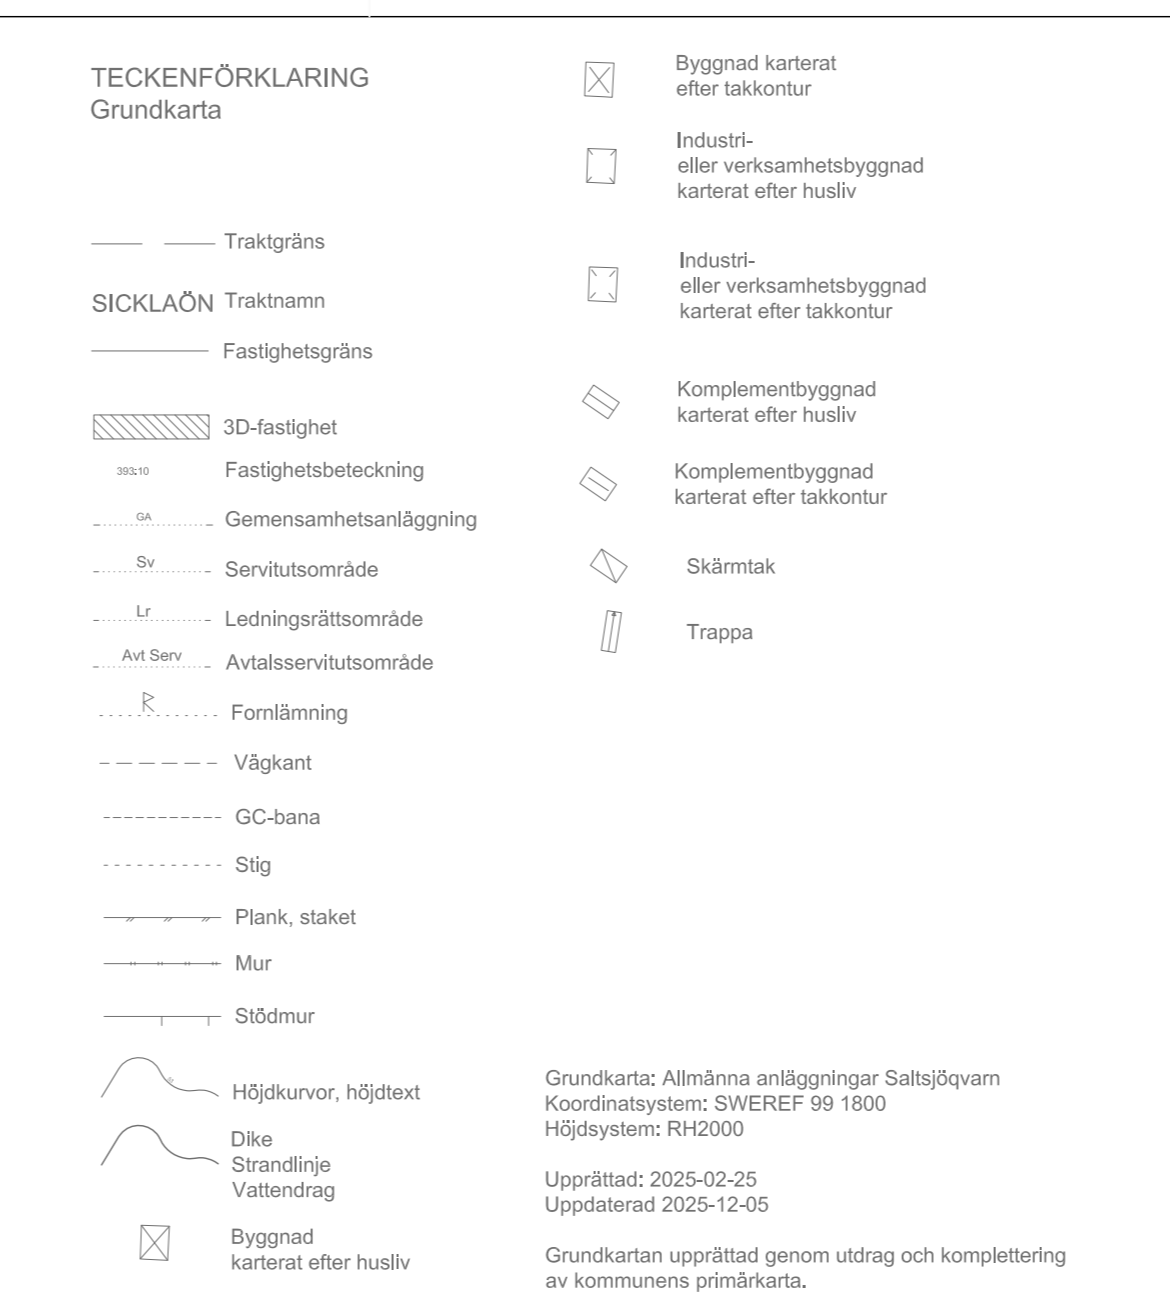 TECKENFÖRKLARING
Grundkarta
Traktgräns
SICKLAÖN Traktnamn
Fastighetsgräns
3D-fastighet
393:10 Fastighetsbeteckning
GA Gemensamhetsanläggning
Sv Servitutsområde
Lr Ledningsrättsområde
Avt Serv Avtalsservitutsområde
R Fornlämning
Vägkant
GC-bana
Stig
Plank, staket
Mur
Stödmur
Höjdkurvor, höjdtext
Dike
Strandlinje
Vattendrag
Byggnad
karterat efter husliv
Byggnad karterat
efter takkontur
Industri-
eller verksamhetsbyggnad
karterat efter husliv
Industri-
eller verksamhetsbyggnad
karterat efter takkontur
Komplementbyggnad
karterat efter husliv
Komplementbyggnad
karterat efter takkontur
Skärmtak
Trappa
Grundkarta: Allmänna anläggningar Saltsjöqvarn
Koordinatsystem: SWEREF 99 1800
Höjdsystem: RH2000
Upprättad: 2025-02-25
Uppdaterad 2025-12-05
Grundkartan upprättad genom utdrag och komplettering
av kommunens primärkarta.